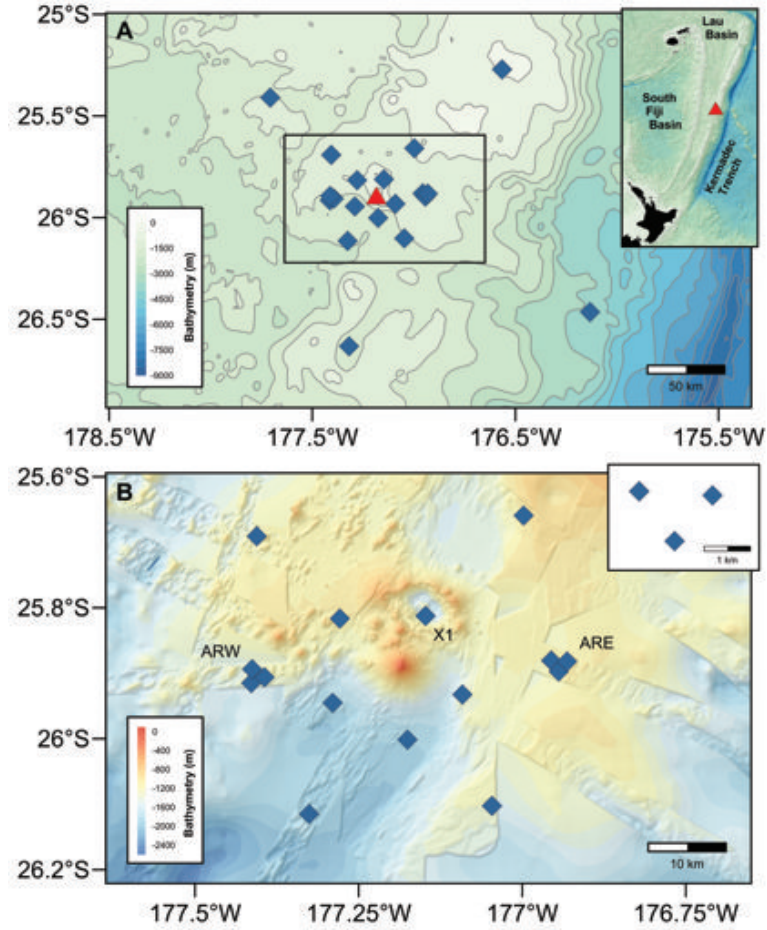 25°S
A
Lau
Basin
South
Fiji
Basin
Kermadec
Trench
25.5°S
26°S
0
-1500
-3000
-4500
-6000
-7500
-9000
Bathymetry (m)
26.5°S
50 km
178.5°W
177.5°W
176.5°W
175.5°W
25.6°S
B
.1 km
25.8°S
X1
ARW
ARE
26°S
0
-400
-800
-1200
-1600
-2000
-2400
Bathymetry (m)
10 km
26.2°S
177.5°W
177.25°W
177°W
176.75°W